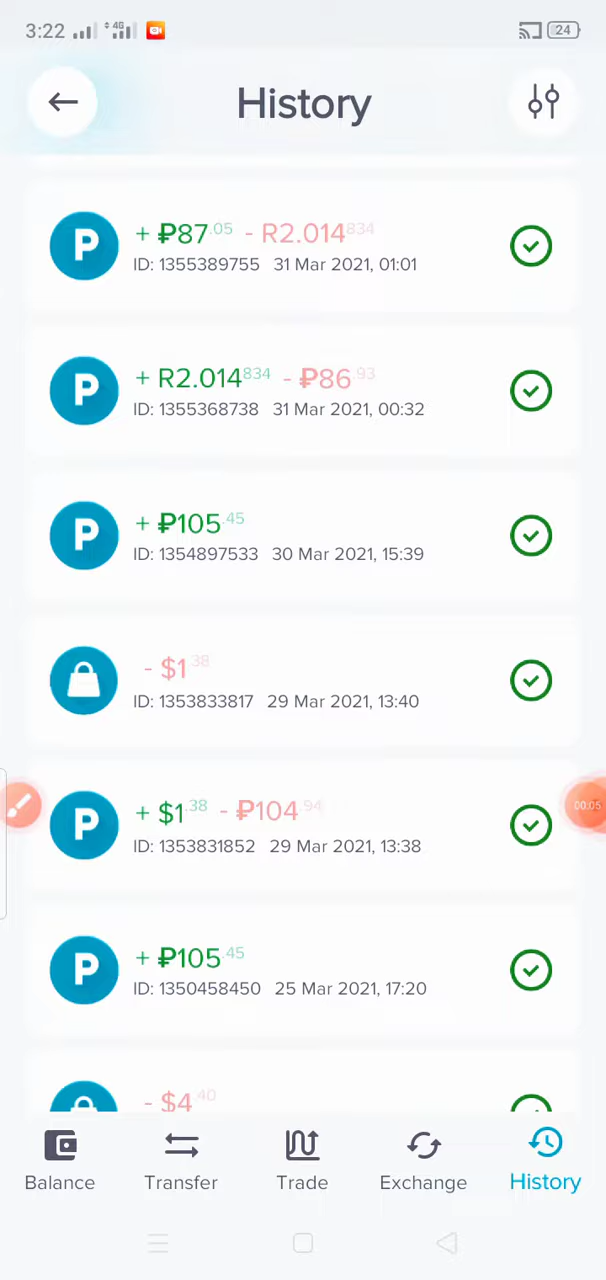 3:22 4G 24
History
P + ₽87.05 - R2.014834
ID: 1355389755 31 Mar 2021, 01:01
P + R2.014834 - ₽86.93
ID: 1355368738 31 Mar 2021, 00:32
P + ₽105.45
ID: 1354897533 30 Mar 2021, 15:39
- $1.38
ID: 1353833817 29 Mar 2021, 13:40
P + $1.38 - ₽104.94
ID: 1353831852 29 Mar 2021, 13:38
00:05
P + ₽105.45
ID: 1350458450 25 Mar 2021, 17:20
- $4.40
Balance Transfer Trade Exchange History